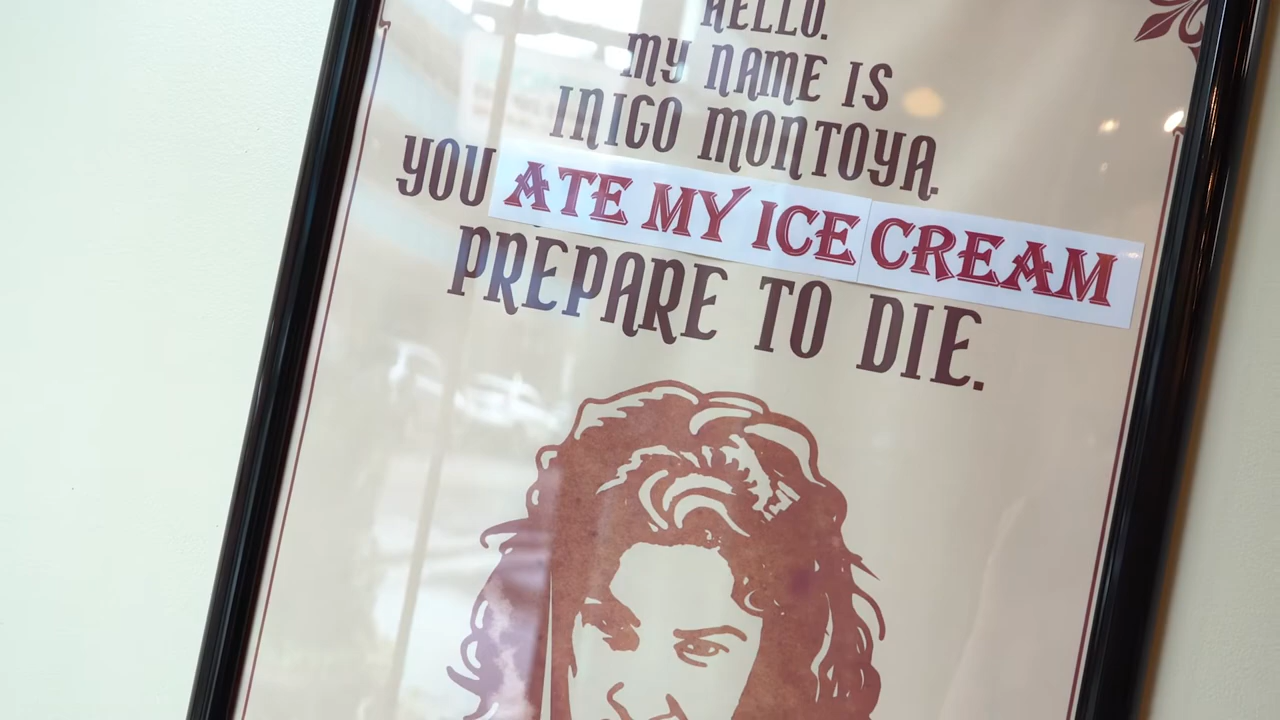 HELLO.
MY NAME IS
INIGO MONTOYA.
YOU ATE MY ICE CREAM
PREPARE TO DIE.